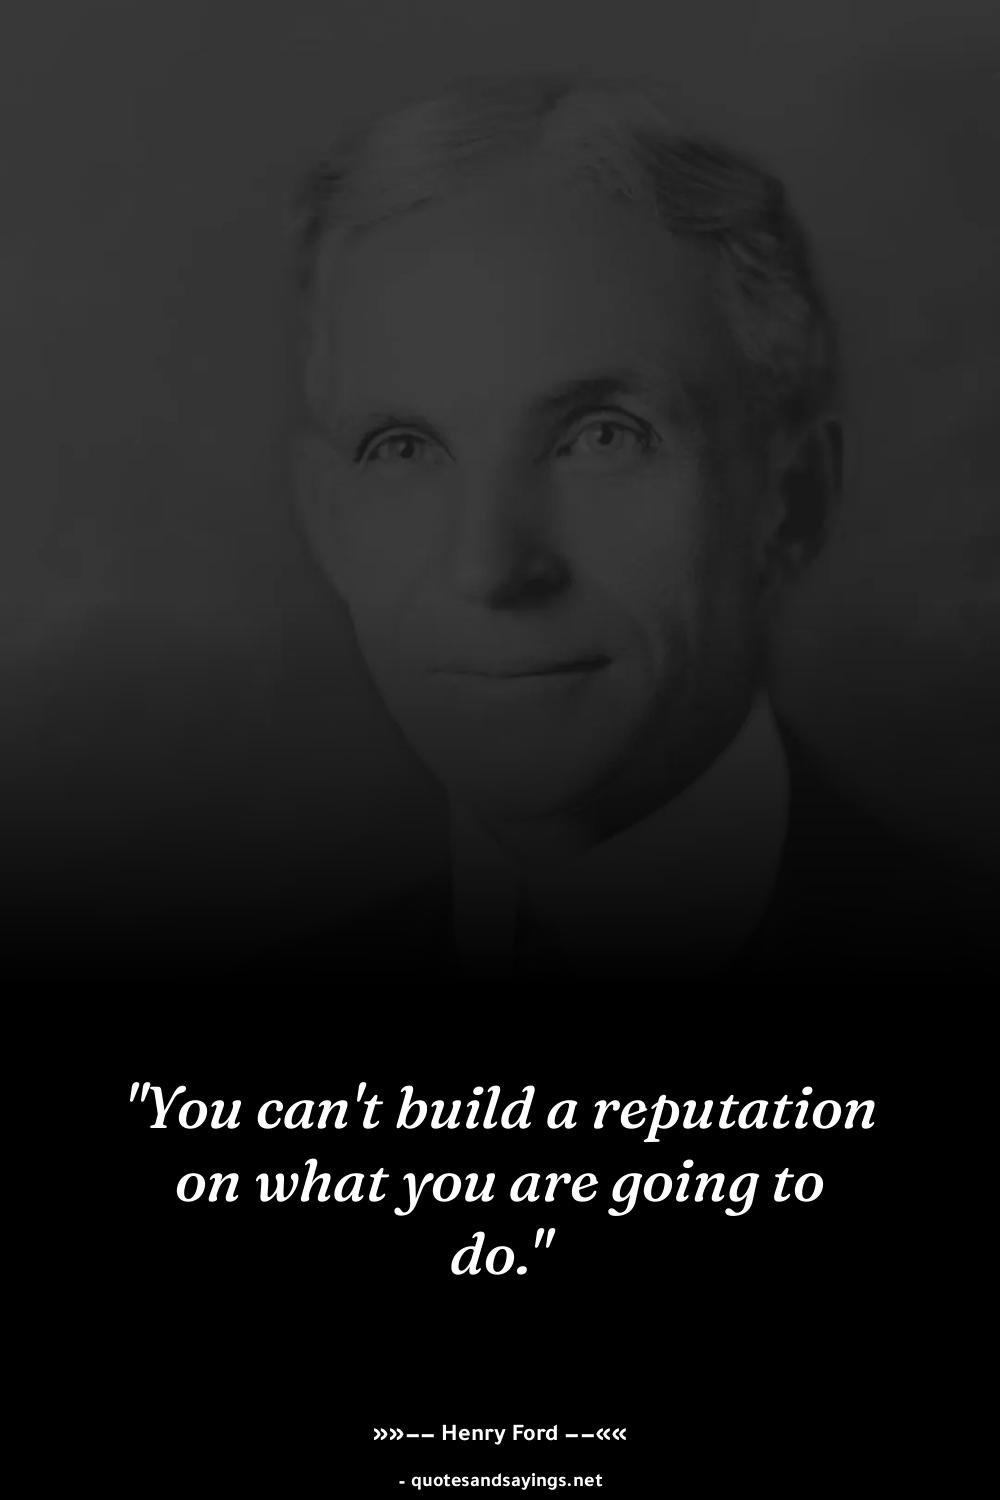 "You can't build a reputation
on what you are going to
do."
»»−− Henry Ford −−««
- quotesandsayings.net